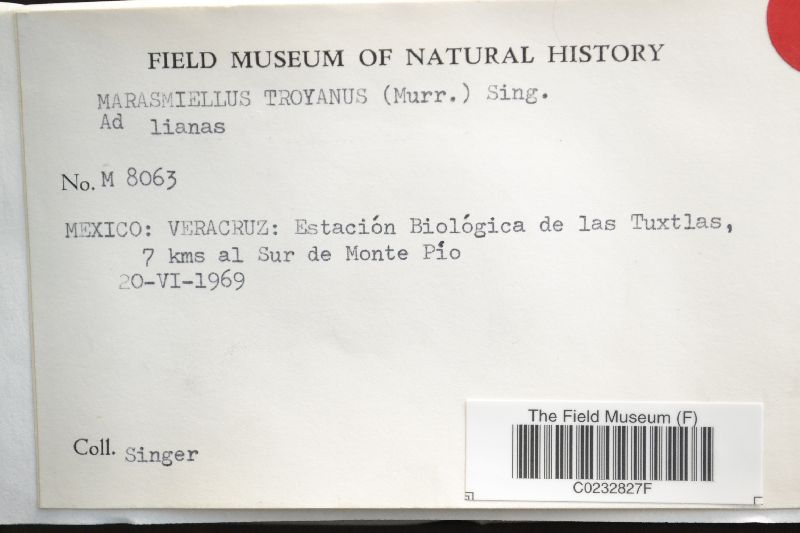 FIELD MUSEUM OF NATURAL HISTORY
MARASMIELLUS TROYANUS (Murr.) Sing.
Ad lianas
No. M 8063
MEXICO: VERACRUZ: Estación Biológica de las Tuxtlas,
7 kms al Sur de Monte Pío
20-VI-1969
Coll. Singer
The Field Museum (F)
C0232827F